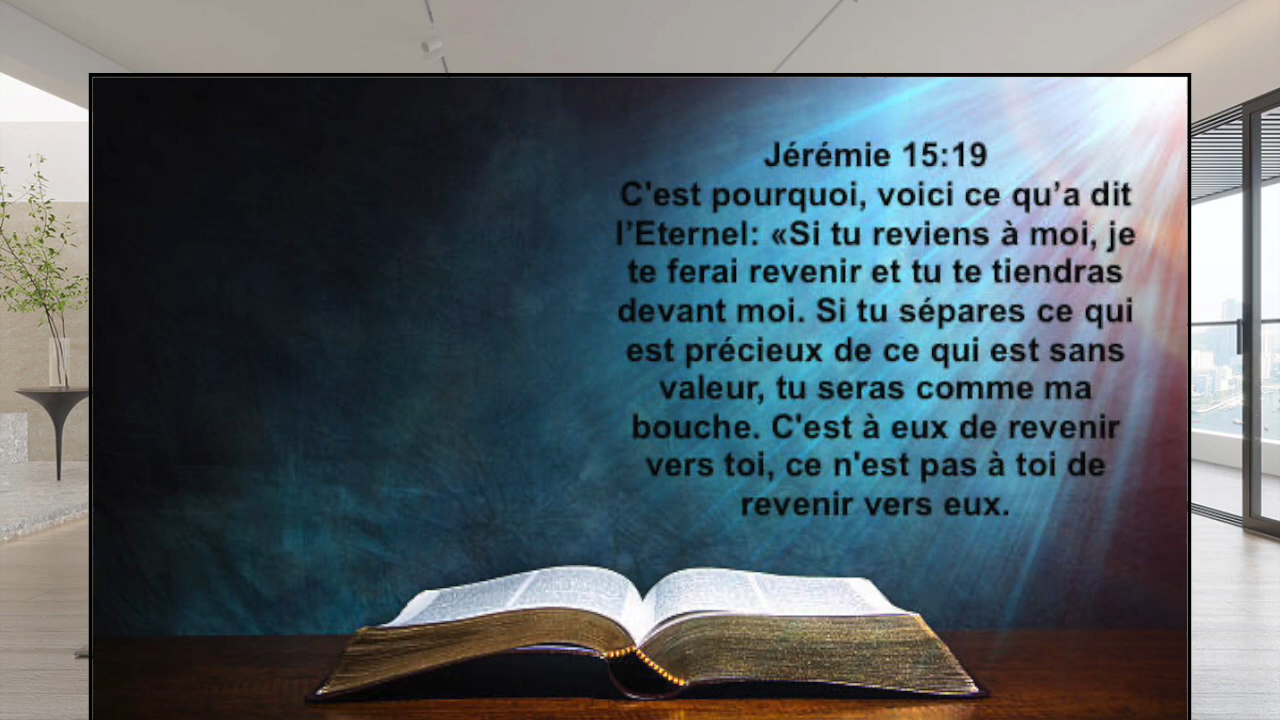 Jérémie 15:19
C'est pourquoi, voici ce qu’a dit
l’Eternel: «Si tu reviens à moi, je
te ferai revenir et tu te tiendras
devant moi. Si tu sépares ce qui
est précieux de ce qui est sans
valeur, tu seras comme ma
bouche. C'est à eux de revenir
vers toi, ce n'est pas à toi de
revenir vers eux.